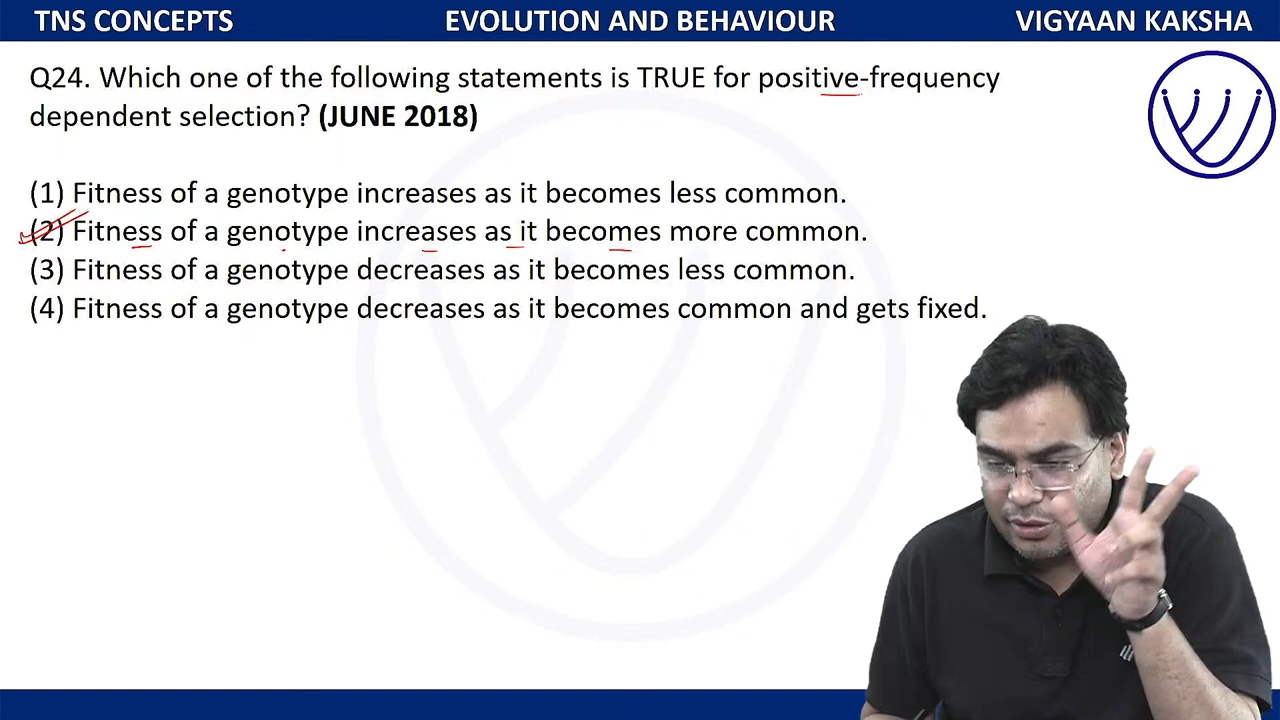 TNS CONCEPTS EVOLUTION AND BEHAVIOUR VIGYAAN KAKSHA
Q24. Which one of the following statements is TRUE for positive-frequency
dependent selection? (JUNE 2018)
(1) Fitness of a genotype increases as it becomes less common.
(2) Fitness of a genotype increases as it becomes more common.
(3) Fitness of a genotype decreases as it becomes less common.
(4) Fitness of a genotype decreases as it becomes common and gets fixed.